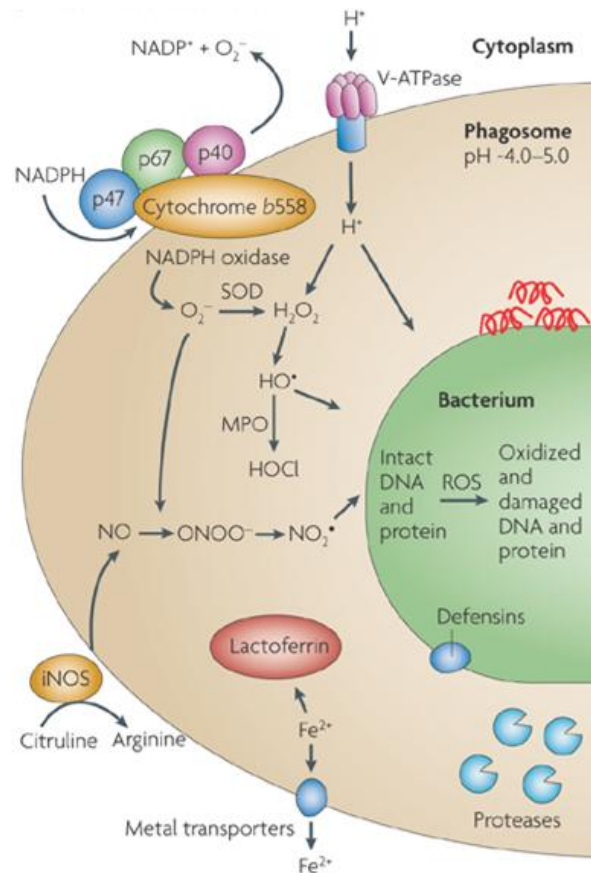 H⁺
NADP⁺ + O₂⁻
Cytoplasm
V-ATPase
p67
p40
Phagosome
pH -4.0–5.0
NADPH
p47
Cytochrome b558
H⁺
NADPH oxidase
O₂⁻
SOD
H₂O₂
HO•
Bacterium
MPO
HOCl
Intact
DNA
and
protein
ROS
Oxidized
and
damaged
DNA and
protein
NO
ONOO⁻
NO₂•
Defensins
Lactoferrin
iNOS
Citruline
Arginine
Fe²⁺
Proteases
Metal transporters
Fe²⁺